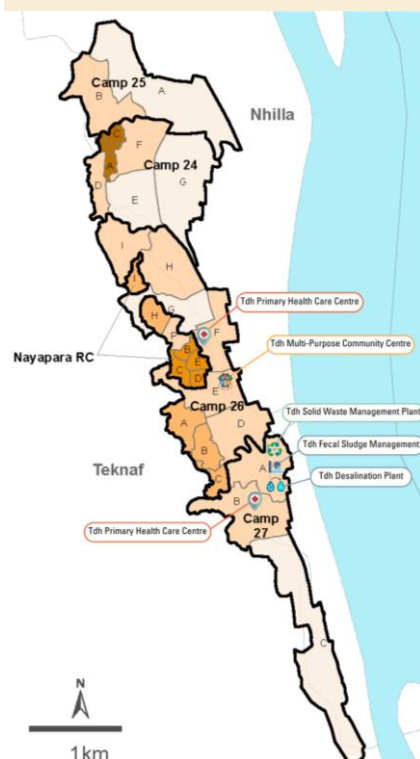 Camp 25
A
B
Nhilla
C
F
Camp 24
A
G
D
E
I
H
I
G
H
Tdh Primary Health Care Centre
F
B
Nayapara RC
E
Tdh Multi-Purpose Community Centre
C
D
E
Camp 26
Tdh Solid Waste Management Plant
A
D
Tdh Fecal Sludge Management
B
Teknaf
A
C
Tdh Desalination Plant
B
Tdh Primary Health Care Centre
Camp
27
C
N
1km